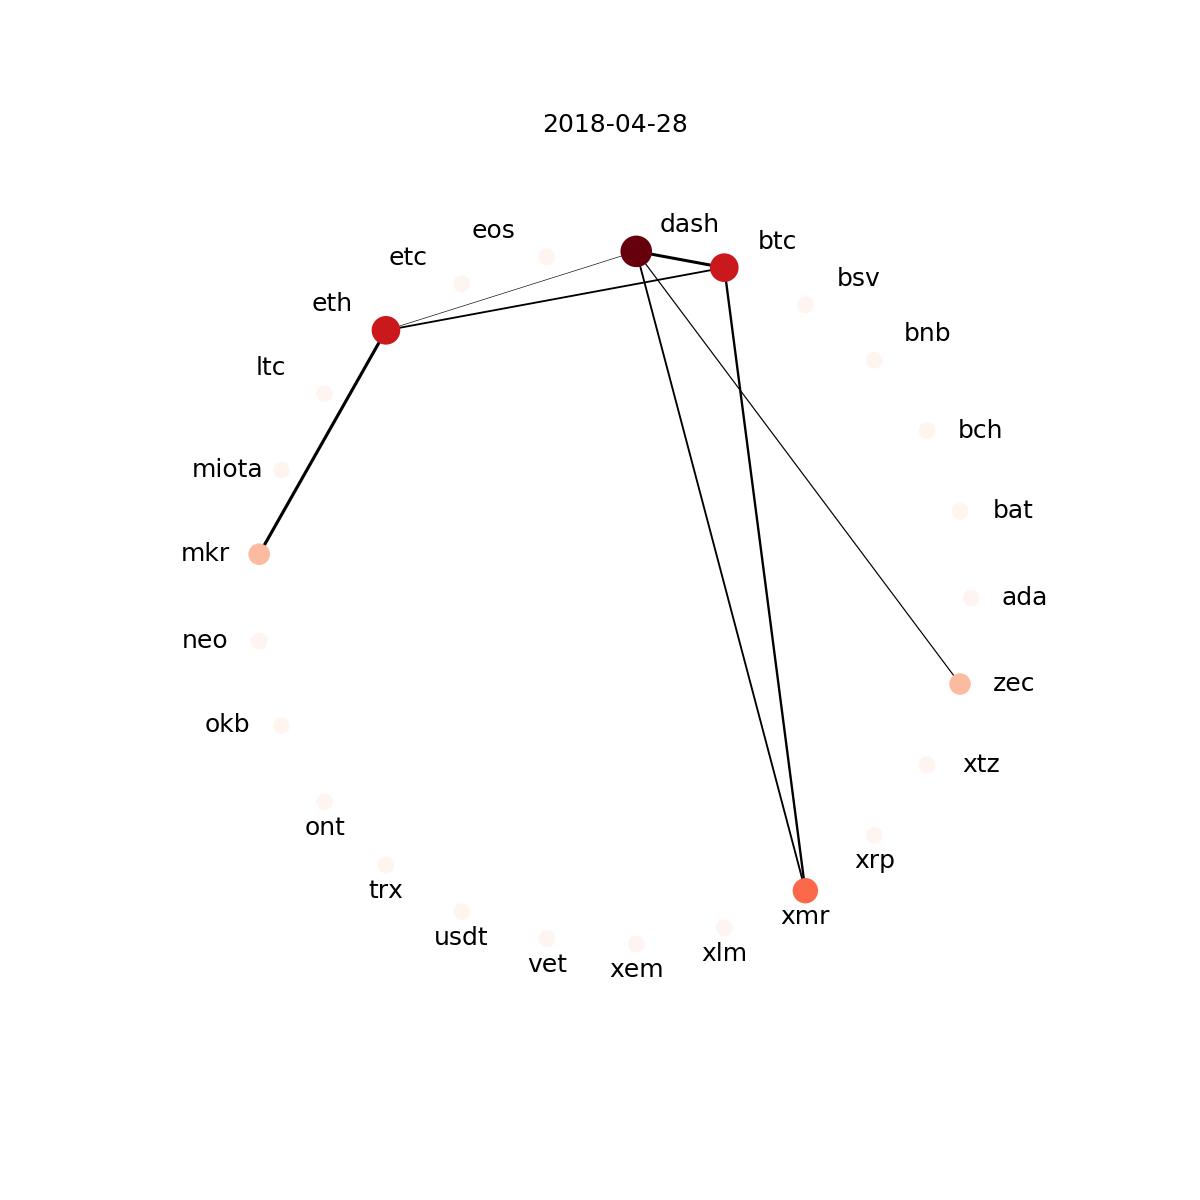 2018-04-28
dash
eos
btc
etc
bsv
eth
bnb
ltc
bch
miota
bat
mkr
ada
neo
zec
okb
xtz
ont
xrp
trx
xmr
usdt
xlm
vet
xem